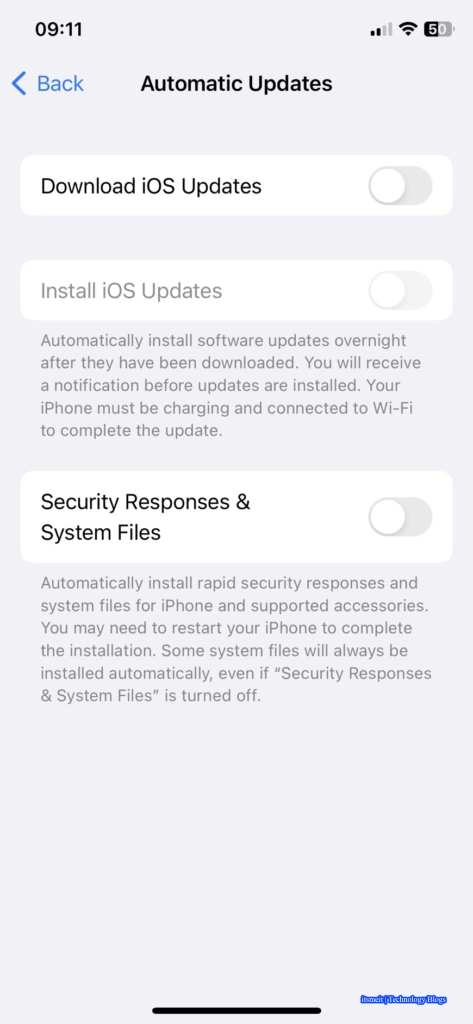 09:11
50
Back
Automatic Updates
Download iOS Updates
Install iOS Updates
Automatically install software updates overnight
after they have been downloaded. You will receive
a notification before updates are installed. Your
iPhone must be charging and connected to Wi-Fi
to complete the update.
Security Responses &
System Files
Automatically install rapid security responses and
system files for iPhone and supported accessories.
You may need to restart your iPhone to complete
the installation. Some system files will always be
installed automatically, even if “Security Responses
& System Files” is turned off.
itsmeit | Technology Blogs